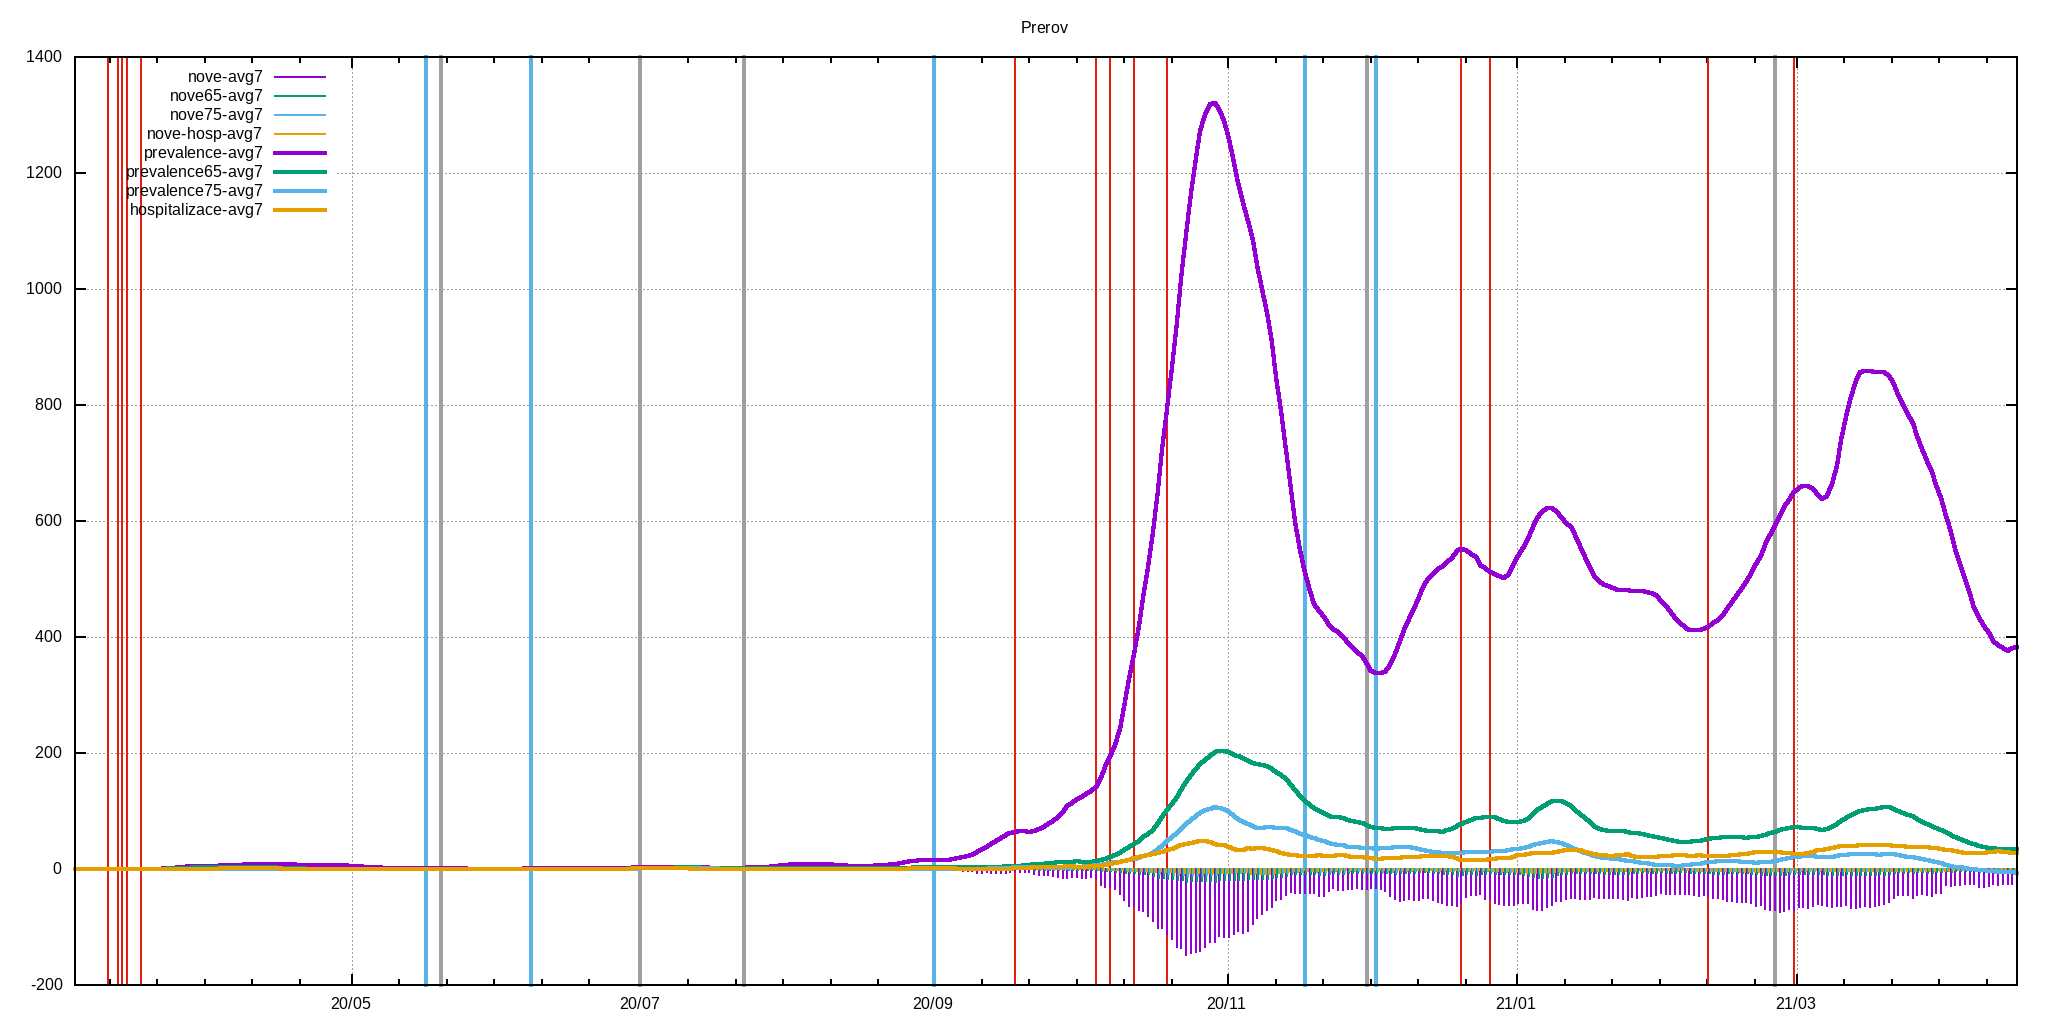 Prerov
1400
nove-avg7
nove65-avg7
nove75-avg7
nove-hosp-avg7
prevalence-avg7
prevalence65-avg7
prevalence75-avg7
hospitalizace-avg7
1200
1000
800
600
400
200
0
-200
20/05 20/07 20/09 20/11 21/01 21/03